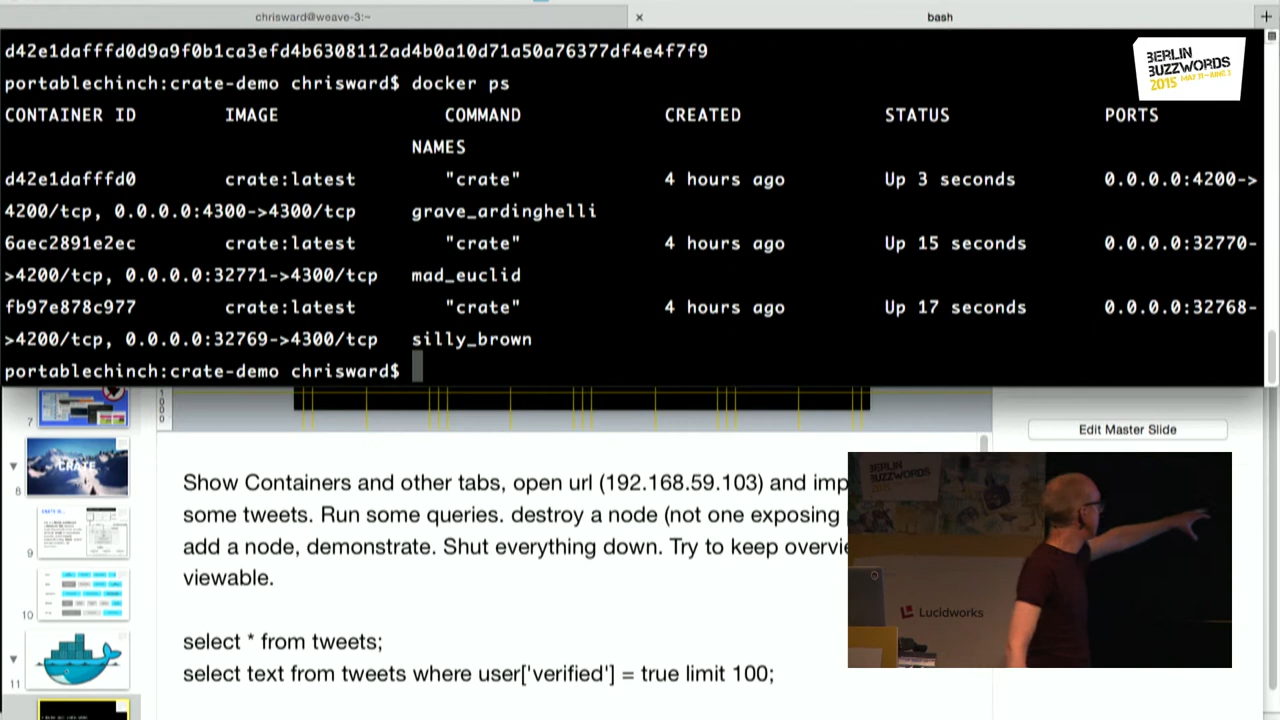 chrisward@weave-3:~
bash
d42e1dafffd0d9a9f0b1ca3efd4b6308112ad4b0a10d71a50a76377df4e4f7f9
portablechinch:crate-demo chrisward$ docker ps
CONTAINER ID IMAGE COMMAND CREATED STATUS PORTS
NAMES
d42e1dafffd0 crate:latest "crate" 4 hours ago Up 3 seconds 0.0.0.0:4200->
4200/tcp, 0.0.0.0:4300->4300/tcp grave_ardinghelli
6aec2891e2ec crate:latest "crate" 4 hours ago Up 15 seconds 0.0.0.0:32770-
>4200/tcp, 0.0.0.0:32771->4300/tcp mad_euclid
fb97e878c977 crate:latest "crate" 4 hours ago Up 17 seconds 0.0.0.0:32768-
>4200/tcp, 0.0.0.0:32769->4300/tcp silly_brown
portablechinch:crate-demo chrisward$
BERLIN
BUZZWORDS
2015
7
CRATE
8
9
10
11
Edit Master Slide
Show Containers and other tabs, open url (192.168.59.103) and imp
some tweets. Run some queries. destroy a node (not one exposing
add a node, demonstrate. Shut everything down. Try to keep overvie
viewable.
select * from tweets;
select text from tweets where user['verified'] = true limit 100;
BERLIN
BUZZWORDS
Lucidworks